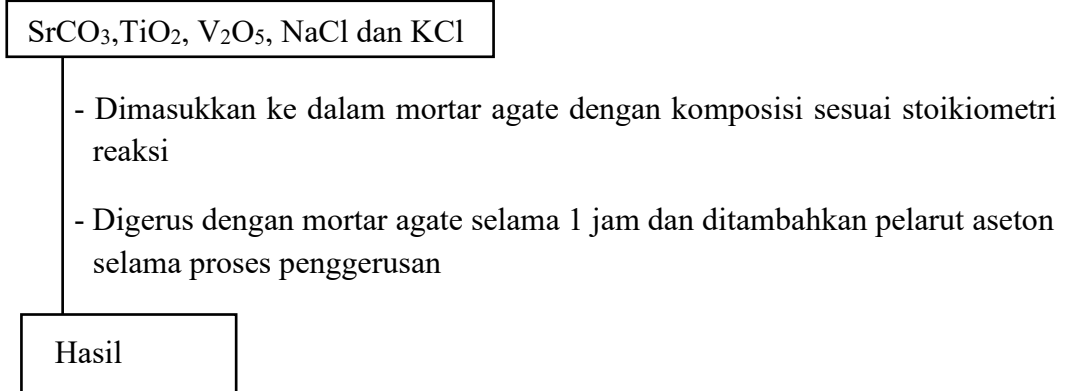 SrCO₃,TiO₂, V₂O₅, NaCl dan KCl
- Dimasukkan ke dalam mortar agate dengan komposisi sesuai stoikiometri
reaksi
- Digerus dengan mortar agate selama 1 jam dan ditambahkan pelarut aseton
selama proses penggerusan
Hasil